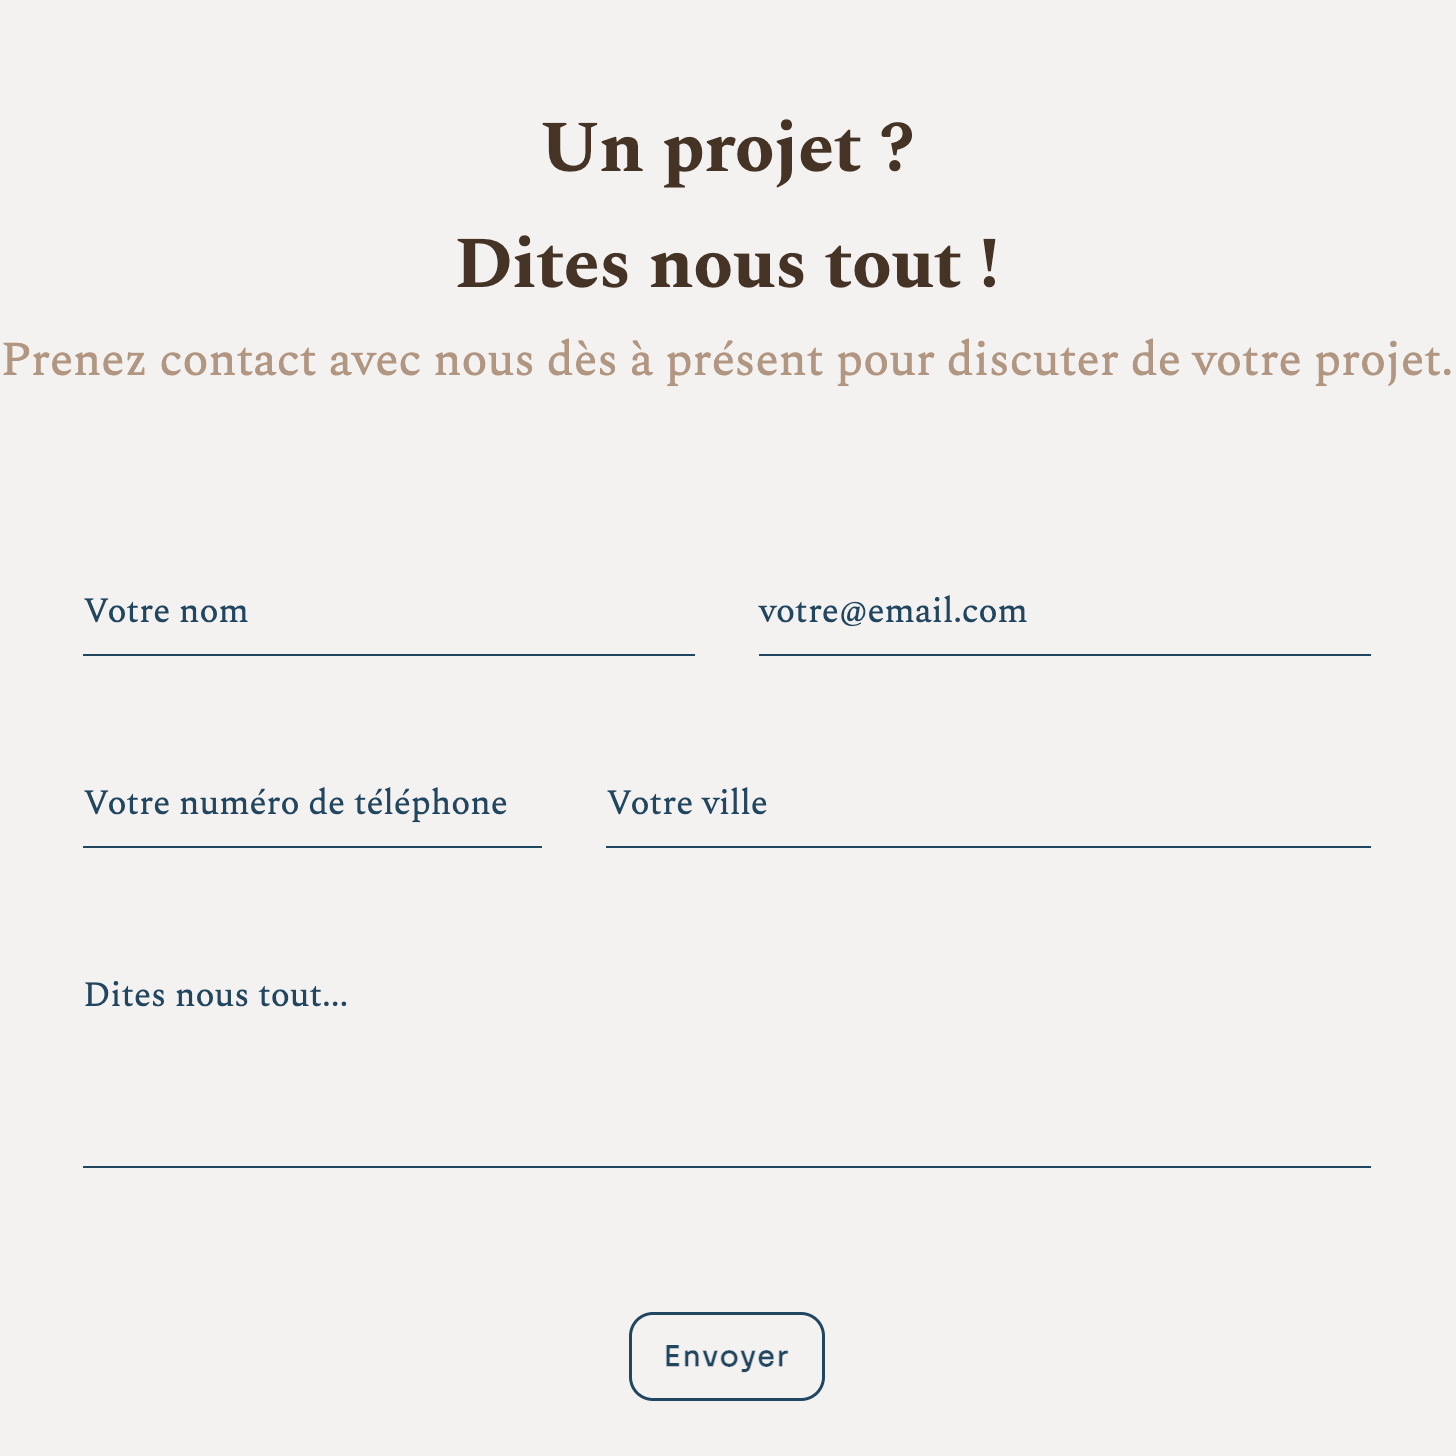 Un projet ?
Dites nous tout !
Prenez contact avec nous dès à présent pour discuter de votre projet.
Votre nom
votre@email.com
Votre numéro de téléphone
Votre ville
Dites nous tout...
Envoyer